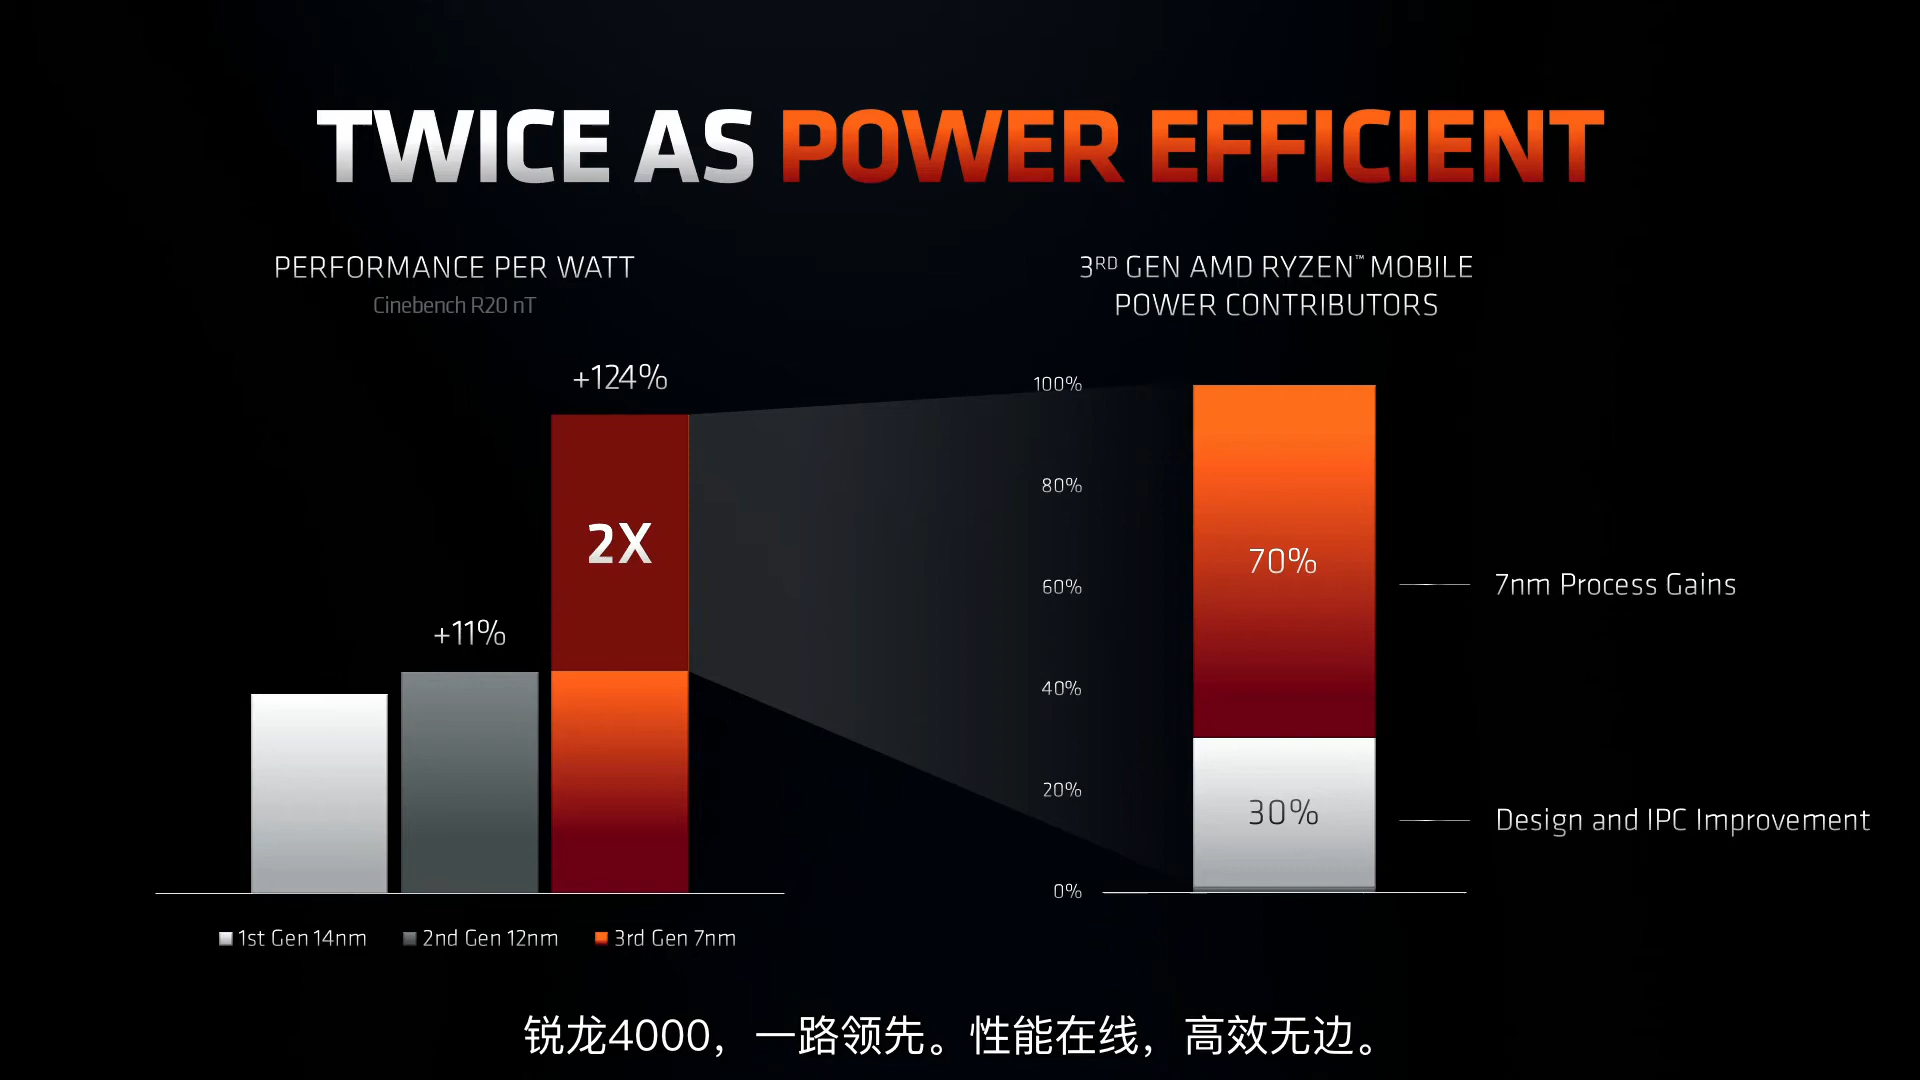 TWICE AS POWER EFFICIENT
PERFORMANCE PER WATT
Cinebench R20 nT
+124%
2X
+11%
1st Gen 14nm 2nd Gen 12nm 3rd Gen 7nm
3RD GEN AMD RYZEN™ MOBILE
POWER CONTRIBUTORS
100%
80%
60%
40%
20%
0%
70%
7nm Process Gains
30%
Design and IPC Improvement
锐龙4000，一路领先。性能在线，高效无边。